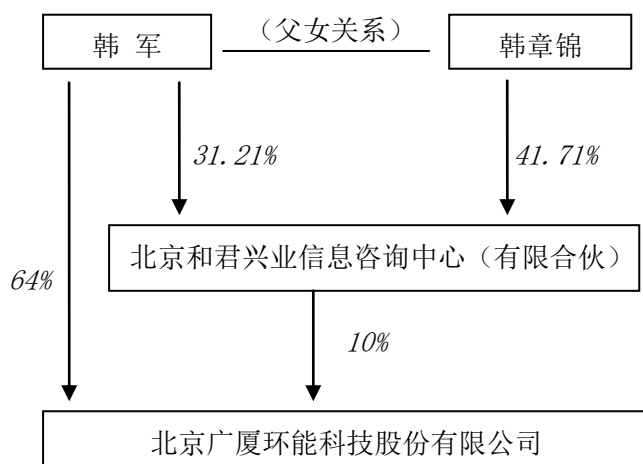 韩 军
（父女关系）
韩章锦
31.21%
41.71%
北京和君兴业信息咨询中心（有限合伙）
64%
10%
北京广厦环能科技股份有限公司